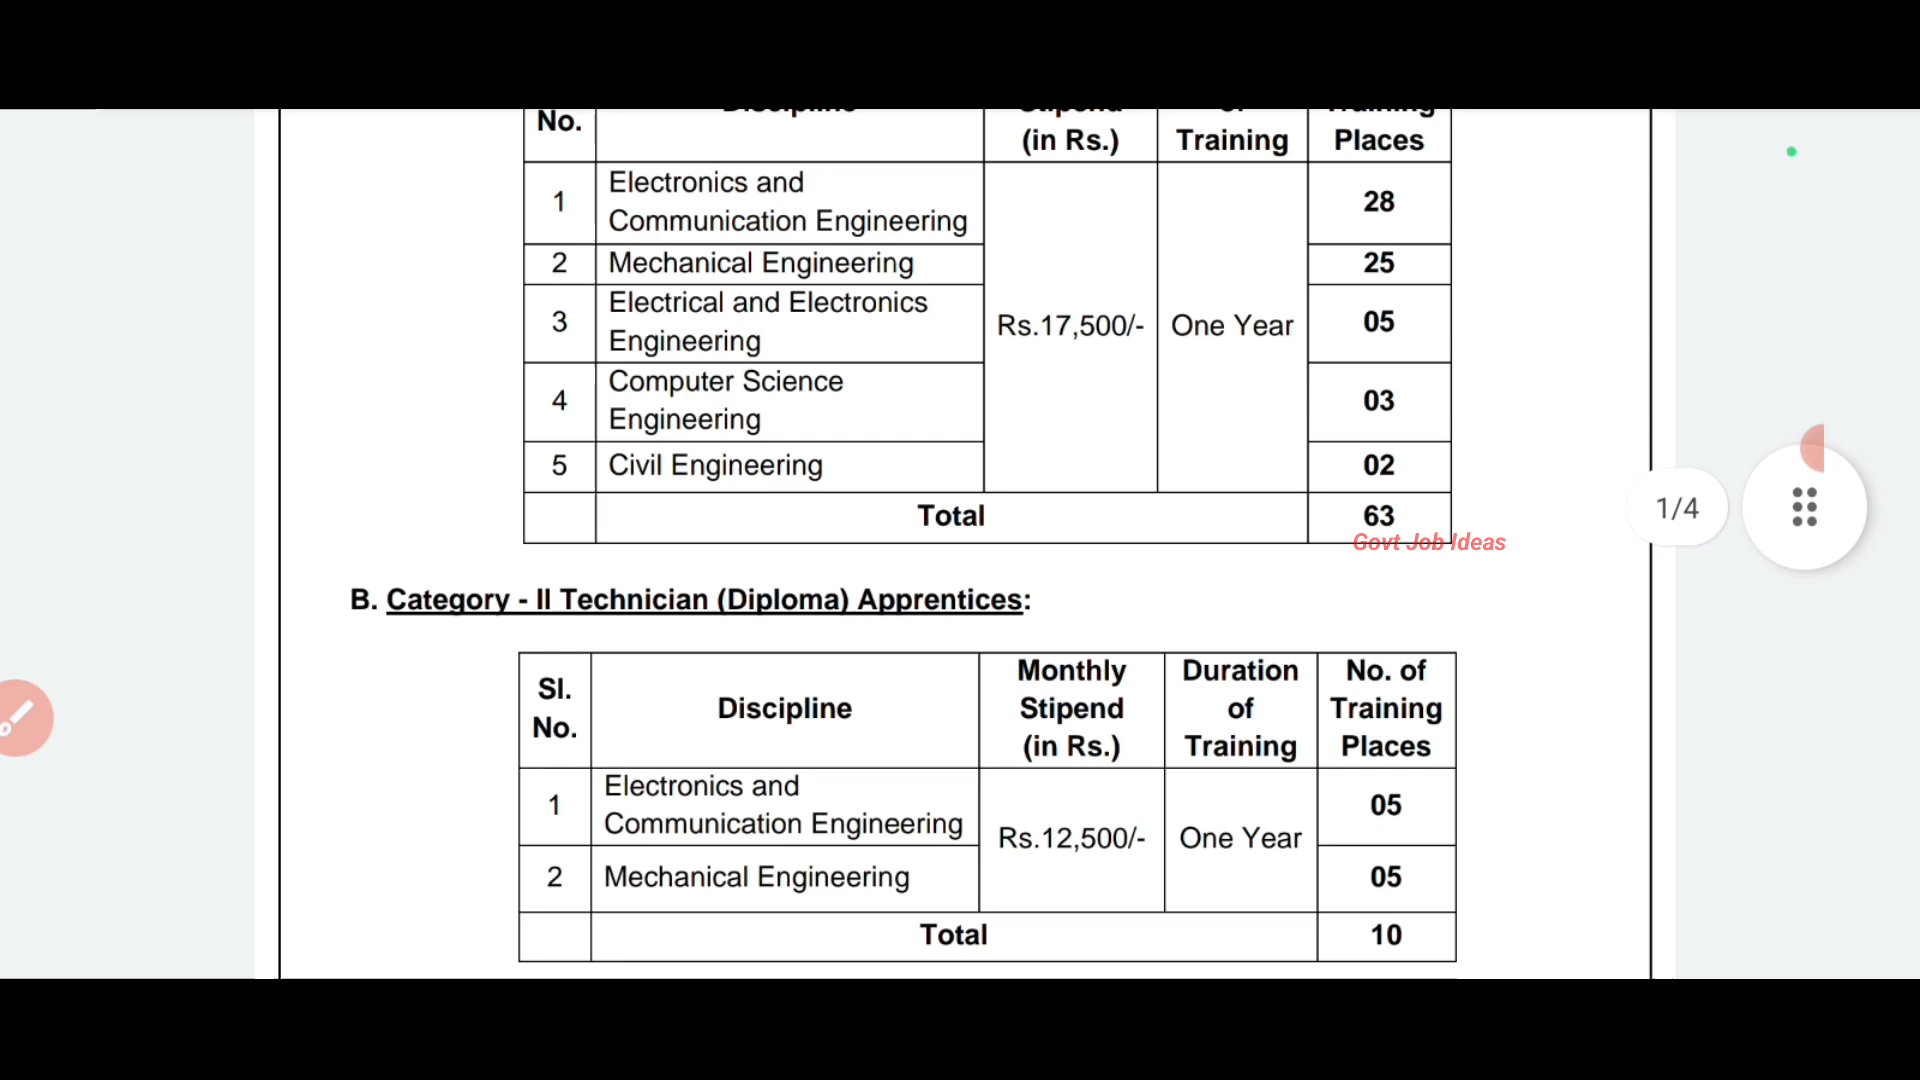 No.
(in Rs.)
Training
Places
1
Electronics and
Communication Engineering
28
2
Mechanical Engineering
25
3
Electrical and Electronics
Engineering
Rs.17,500/-
One Year
05
4
Computer Science
Engineering
03
5
Civil Engineering
02
Total
63
Govt Job Ideas
1/4
B. Category - II Technician (Diploma) Apprentices:
Sl.
No.
Discipline
Monthly
Stipend
(in Rs.)
Duration
of
Training
No. of
Training
Places
1
Electronics and
Communication Engineering
Rs.12,500/-
One Year
05
2
Mechanical Engineering
05
Total
10